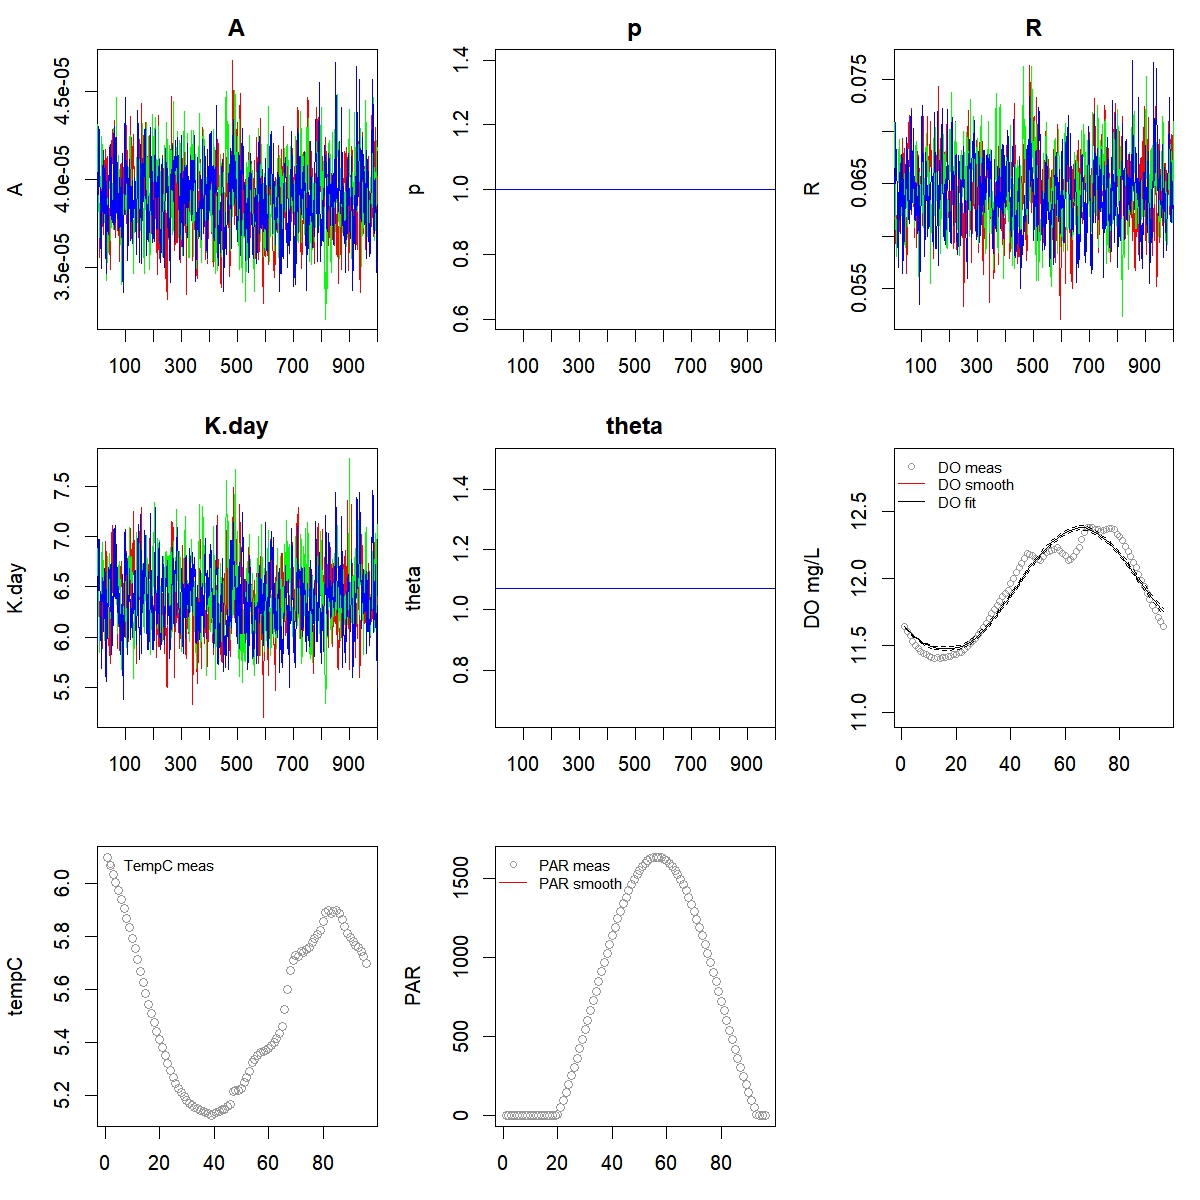 A
A
3.5e-05 4.0e-05 4.5e-05
100 300 500 700 900
p
p
0.6 0.8 1.0 1.2 1.4
100 300 500 700 900
R
R
0.055 0.065 0.075
100 300 500 700 900
K.day
K.day
5.5 6.0 6.5 7.0 7.5
100 300 500 700 900
theta
theta
0.8 1.0 1.2 1.4
100 300 500 700 900
DO mg/L
11.0 11.5 12.0 12.5
DO meas
DO smooth
DO fit
0 20 40 60 80
tempC
5.2 5.4 5.6 5.8 6.0
TempC meas
0 20 40 60 80
PAR
0 500 1000 1500
PAR meas
PAR smooth
0 20 40 60 80